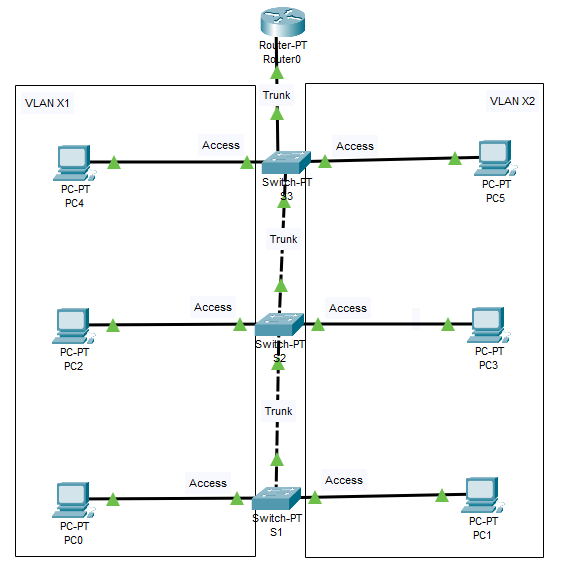 Router-PT
Router0
Trunk
VLAN X1
VLAN X2
Access
Access
PC-PT
PC4
Switch-PT
S3
PC-PT
PC5
Trunk
Access
Access
PC-PT
PC2
Switch-PT
S2
PC-PT
PC3
Trunk
Access
Access
PC-PT
PC0
Switch-PT
S1
PC-PT
PC1